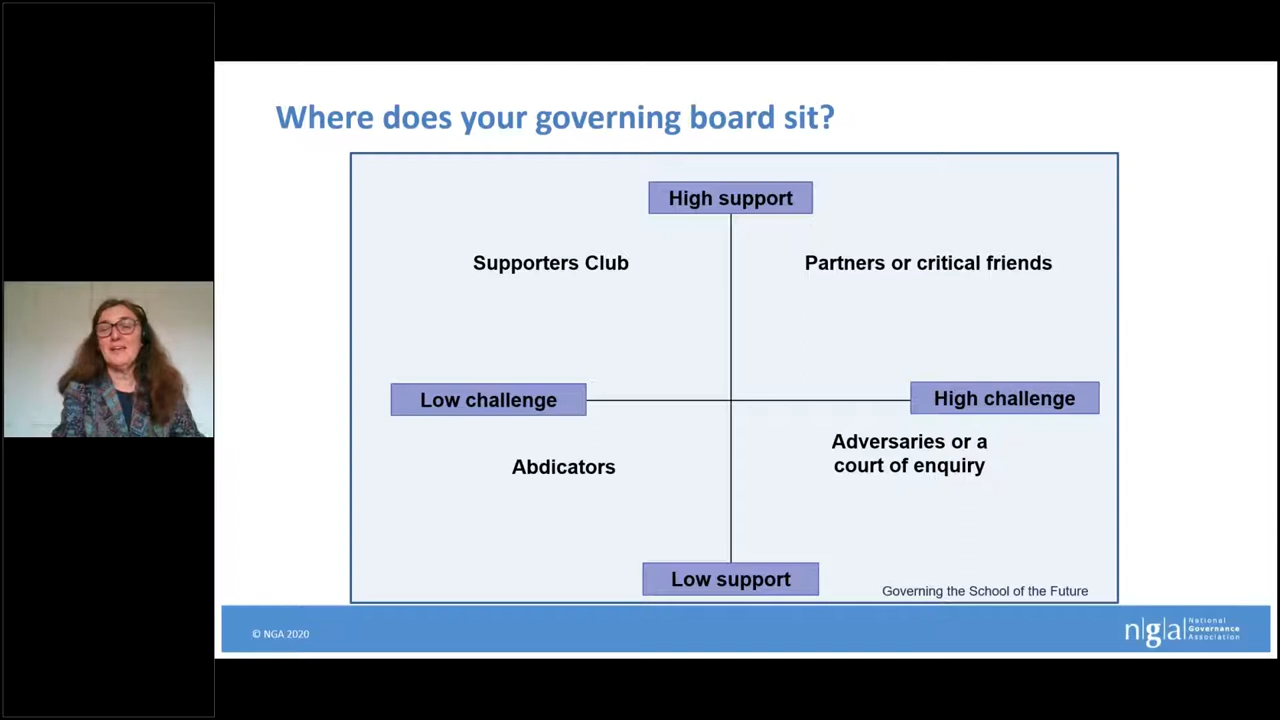 Where does your governing board sit?
High support
Supporters Club
Partners or critical friends
Low challenge
High challenge
Adversaries or a
court of enquiry
Abdicators
Low support
Governing the School of the Future
© NGA 2020
nga
National
Governance
Association